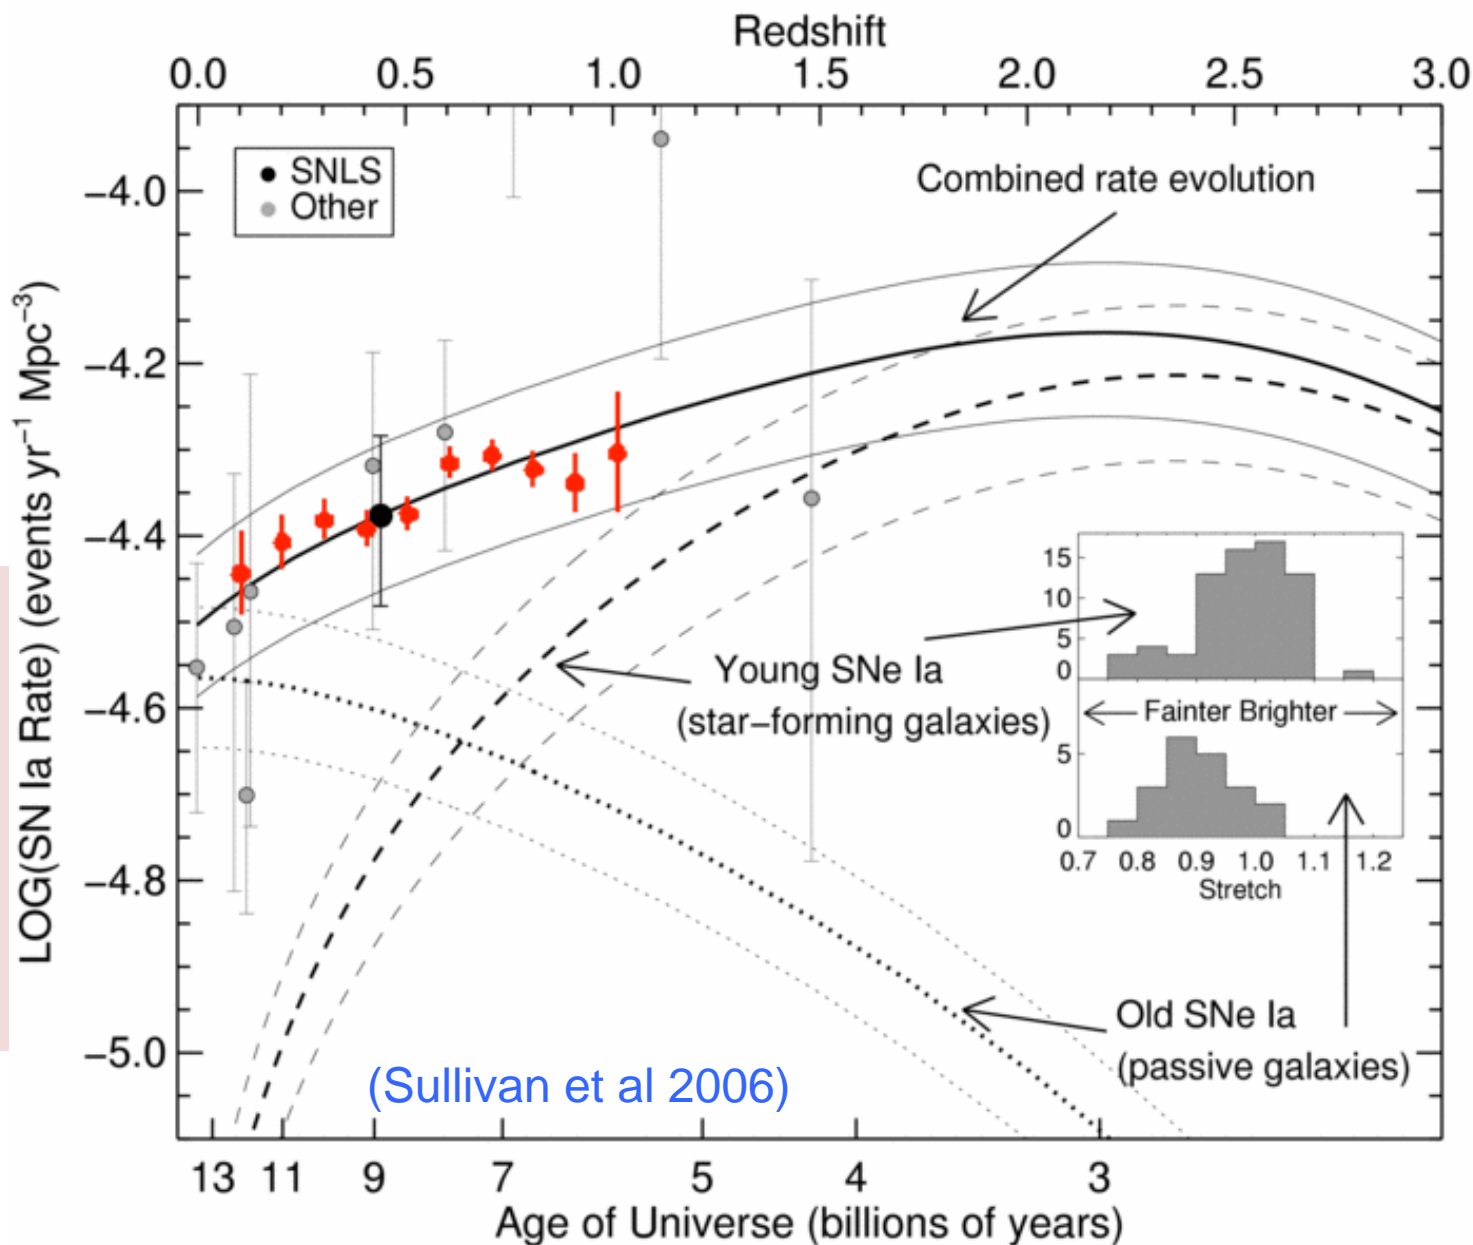 Redshift
0.0 0.5 1.0 1.5 2.0 2.5 3.0
SNLS
Other
Combined rate evolution
−4.0
−4.2
−4.4
−4.6
−4.8
−5.0
LOG(SN Ia Rate) (events yr⁻¹ Mpc⁻³)
Young SNe Ia
(star−forming galaxies)
15
10
5
0
Fainter Brighter
5
0
0.7 0.8 0.9 1.0 1.1 1.2
Stretch
Old SNe Ia
(passive galaxies)
(Sullivan et al 2006)
13 11 9 7 5 4 3
Age of Universe (billions of years)